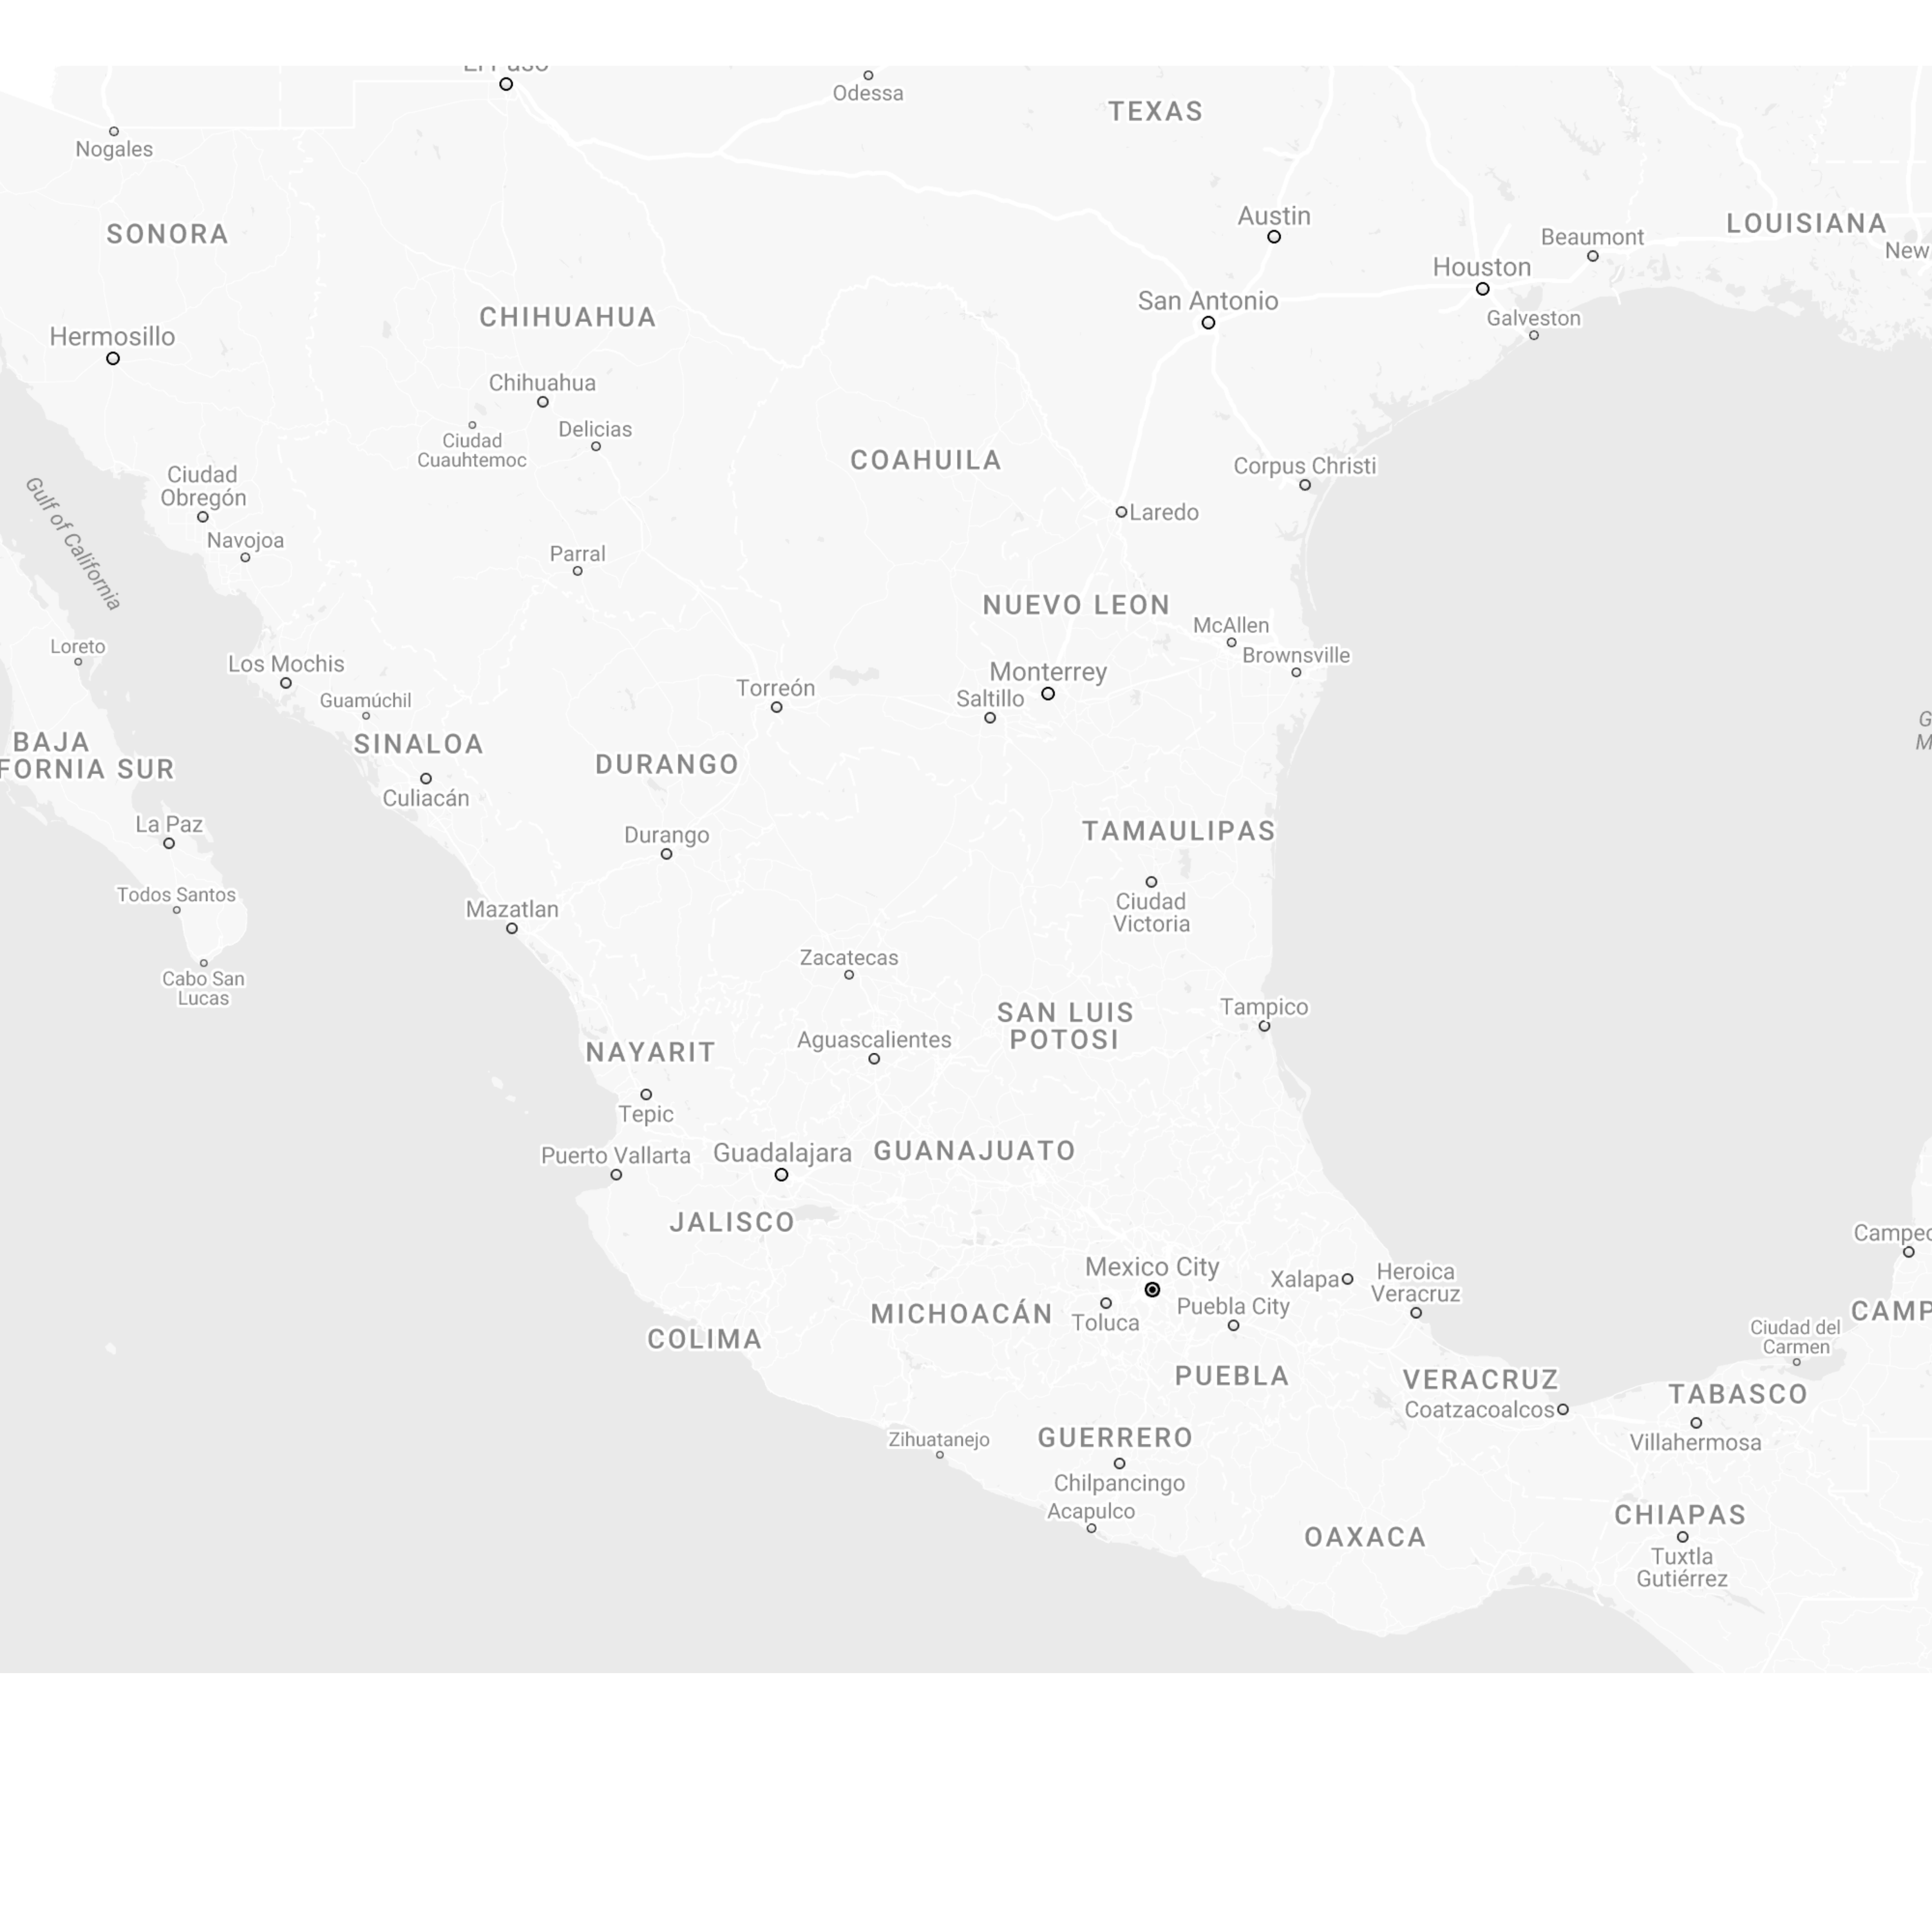 Odessa
TEXAS
Nogales
Austin
LOUISIANA
SONORA
Beaumont
New
Houston
San Antonio
CHIHUAHUA
Galveston
Hermosillo
Chihuahua
Delicias
Ciudad
Cuauhtemoc
COAHUILA
Corpus Christi
Ciudad
Obregón
Gulf of California
Laredo
Navojoa
Parral
NUEVO LEON
McAllen
Loreto
Brownsville
Los Mochis
Monterrey
Torreón
Saltillo
Guamúchil
BAJA
FORNIA SUR
SINALOA
DURANGO
Culiacán
La Paz
TAMAULIPAS
Durango
Todos Santos
Ciudad
Victoria
Mazatlan
Zacatecas
Cabo San
Lucas
SAN LUIS
POTOSI
Tampico
Aguascalientes
NAYARIT
Tepic
Puerto Vallarta
Guadalajara
GUANAJUATO
JALISCO
Campec
Mexico City
Xalapa
Heroica
Veracruz
MICHOACÁN
Toluca
Puebla City
CAMP
COLIMA
Ciudad del
Carmen
PUEBLA
VERACRUZ
TABASCO
Coatzacoalcos
Zihuatanejo
GUERRERO
Villahermosa
Chilpancingo
Acapulco
CHIAPAS
OAXACA
Tuxtla
Gutiérrez